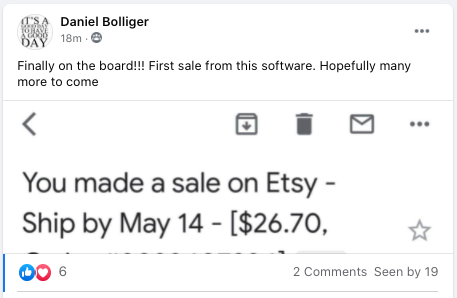 IT'S A
GOOD DAY
TO HAVE
A GOOD
DAY
Daniel Bolliger
18m ·
Finally on the board!!! First sale from this software. Hopefully many
more to come
You made a sale on Etsy -
Ship by May 14 - [$26.70,
6
2 Comments Seen by 19